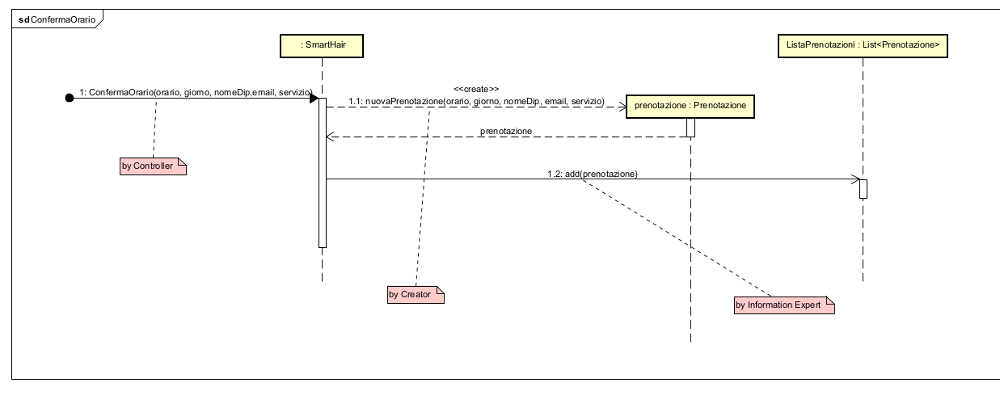 sd ConfermaOrario
: SmartHair
ListaPrenotazioni : List<Prenotazione>
1: ConfermaOrario(orario, giorno, nomeDip,email, servizio)
<<create>>
1.1: nuovaPrenotazione(orario, giorno, nomeDip, email, servizio)
prenotazione : Prenotazione
prenotazione
by Controller
1.2: add(prenotazione)
by Creator
by Information Expert